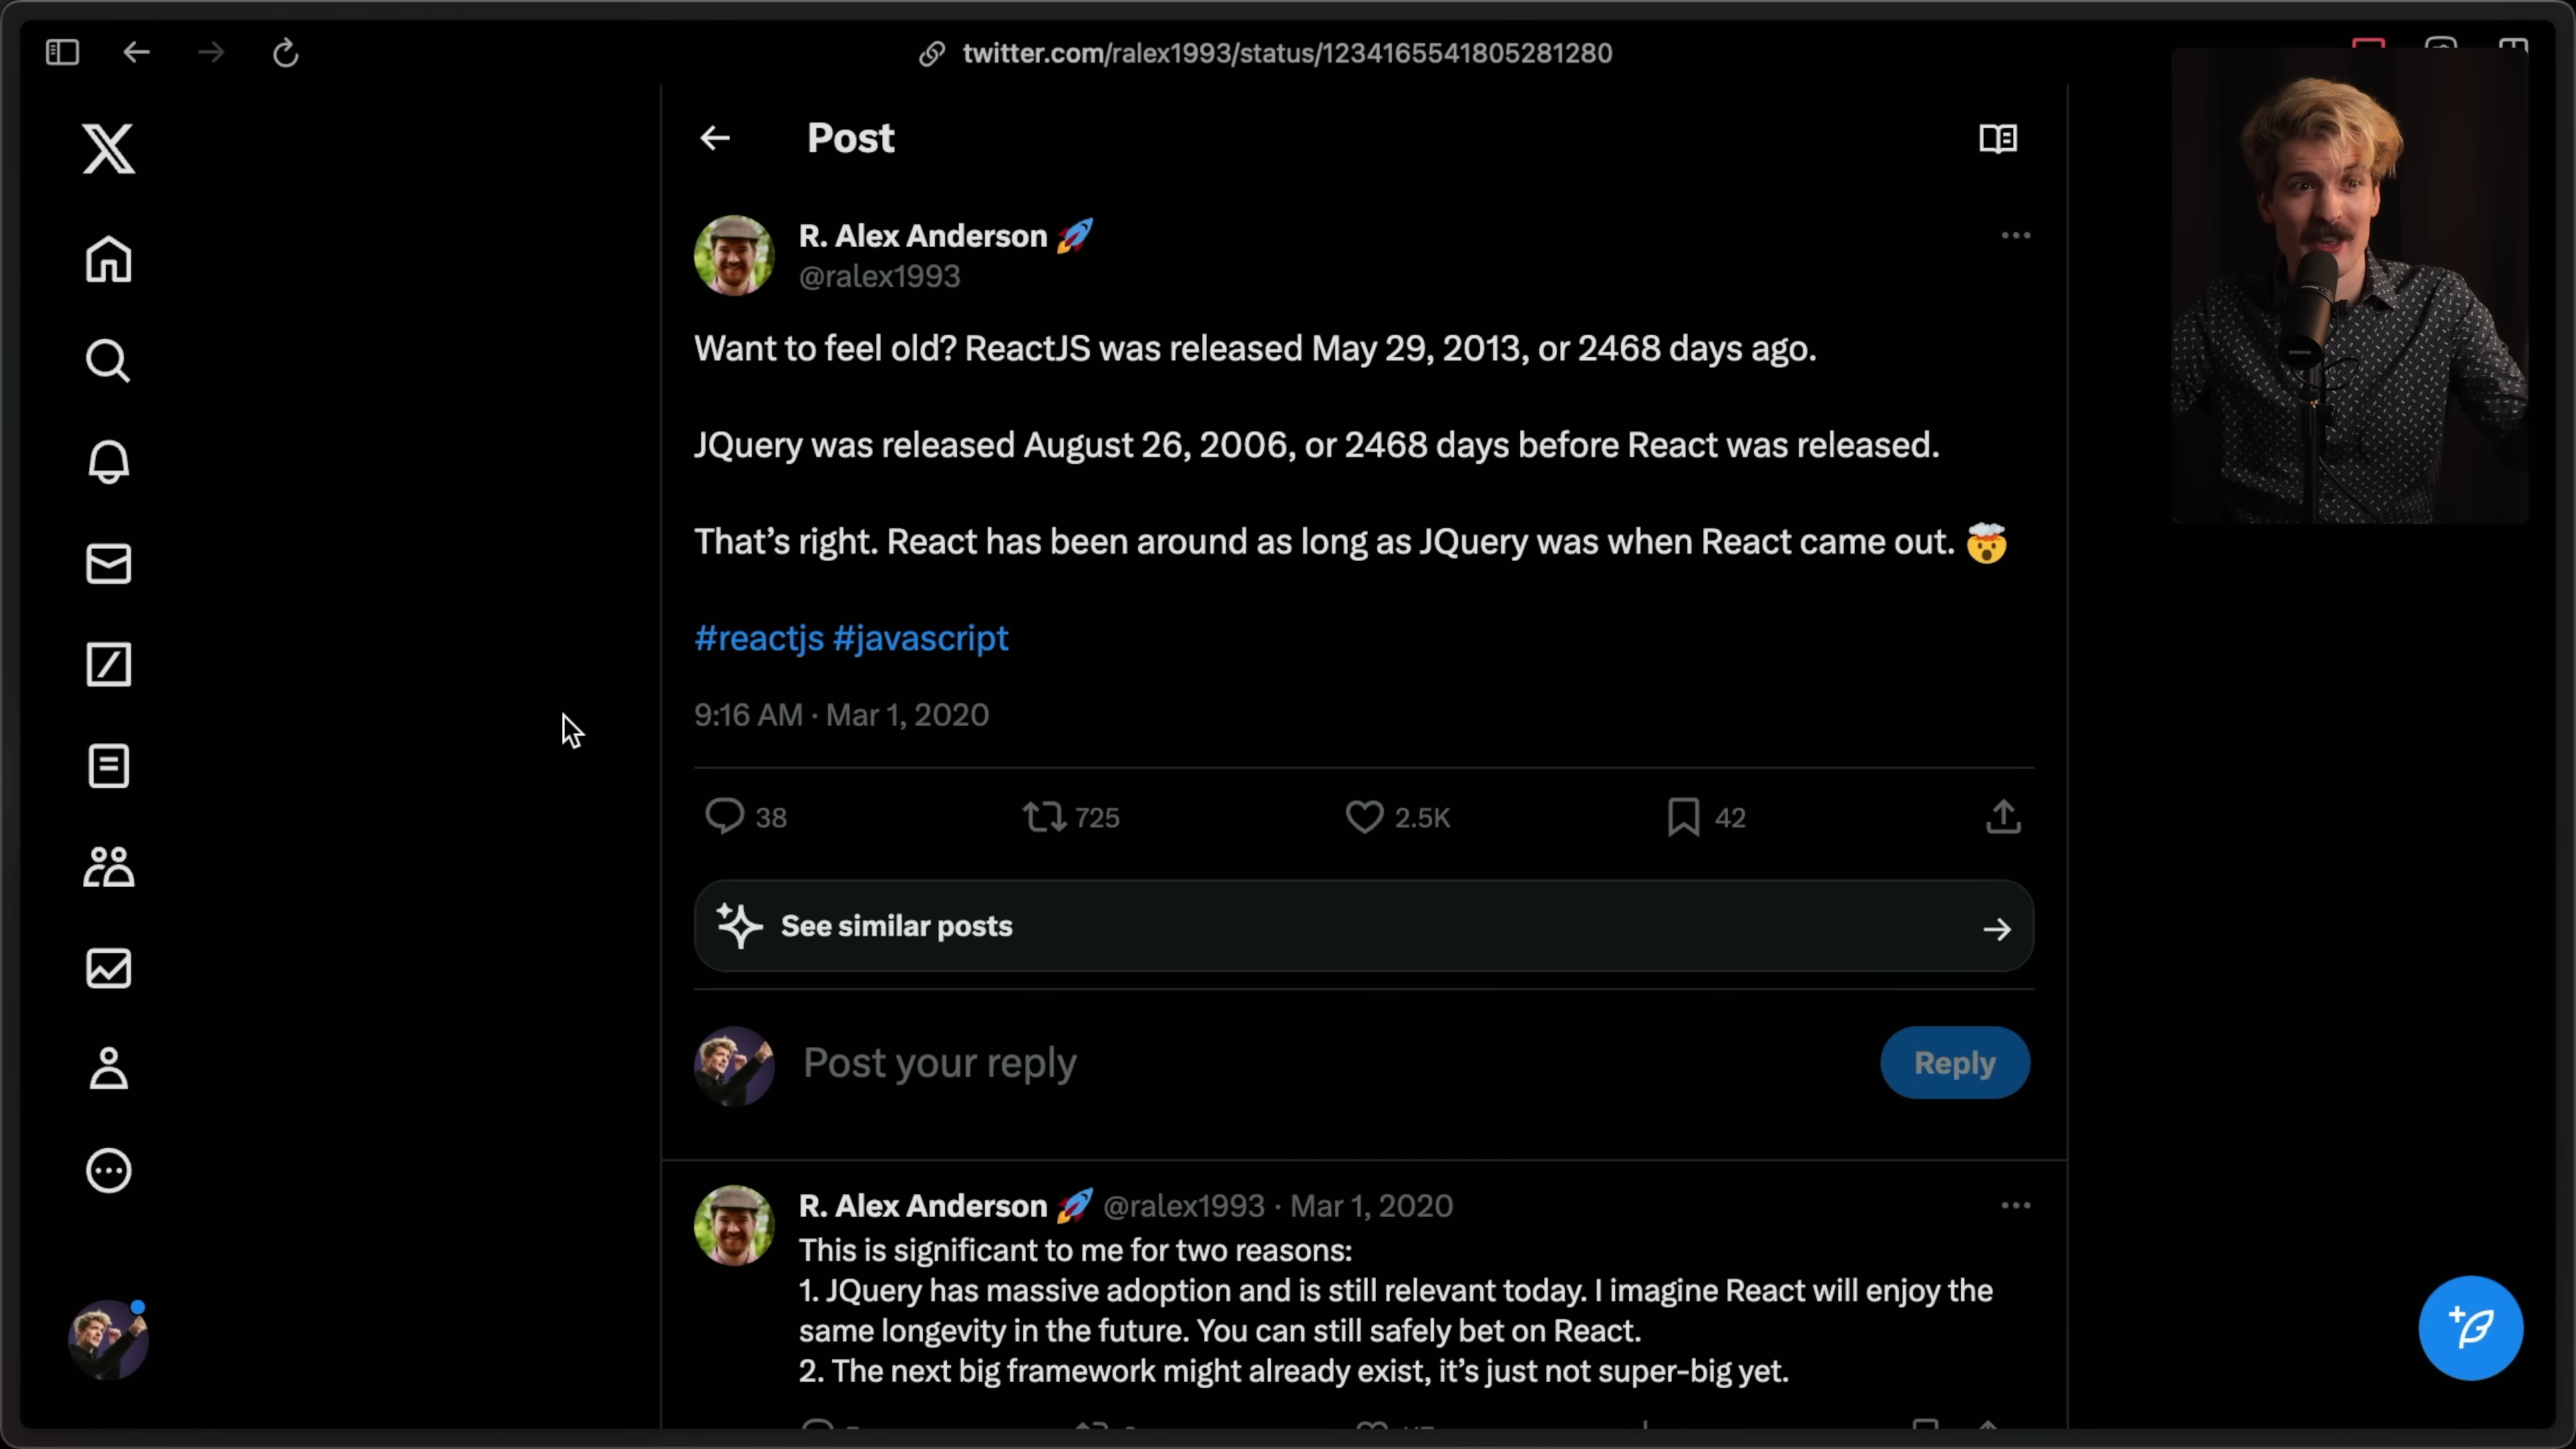 twitter.com/ralex1993/status/1234165541805281280
Post
R. Alex Anderson 🚀
@ralex1993
Want to feel old? ReactJS was released May 29, 2013, or 2468 days ago.
JQuery was released August 26, 2006, or 2468 days before React was released.
That’s right. React has been around as long as JQuery was when React came out. 🤯
#reactjs #javascript
9:16 AM · Mar 1, 2020
38 725 2.5K 42
See similar posts
Post your reply
Reply
R. Alex Anderson 🚀 @ralex1993 · Mar 1, 2020
This is significant to me for two reasons:
1. JQuery has massive adoption and is still relevant today. I imagine React will enjoy the
same longevity in the future. You can still safely bet on React.
2. The next big framework might already exist, it’s just not super-big yet.